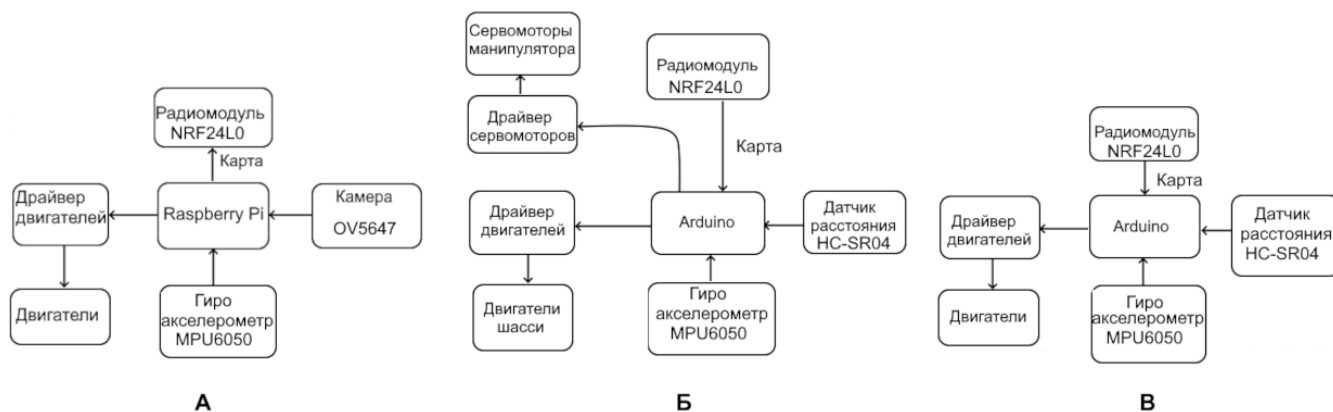 Радиомодуль
NRF24L0
Карта
Драйвер
двигателей
Raspberry Pi
Камера
OV5647
Двигатели
Гиро
акселерометр
MPU6050
А
Сервомоторы
манипулятора
Радиомодуль
NRF24L0
Драйвер
сервомоторов
Карта
Драйвер
двигателей
Arduino
Датчик
расстояния
HC-SR04
Двигатели
шасси
Гиро
акселерометр
MPU6050
Б
Радиомодуль
NRF24L0
Карта
Драйвер
двигателей
Arduino
Датчик
расстояния
HC-SR04
Двигатели
Гиро
акселерометр
MPU6050
В